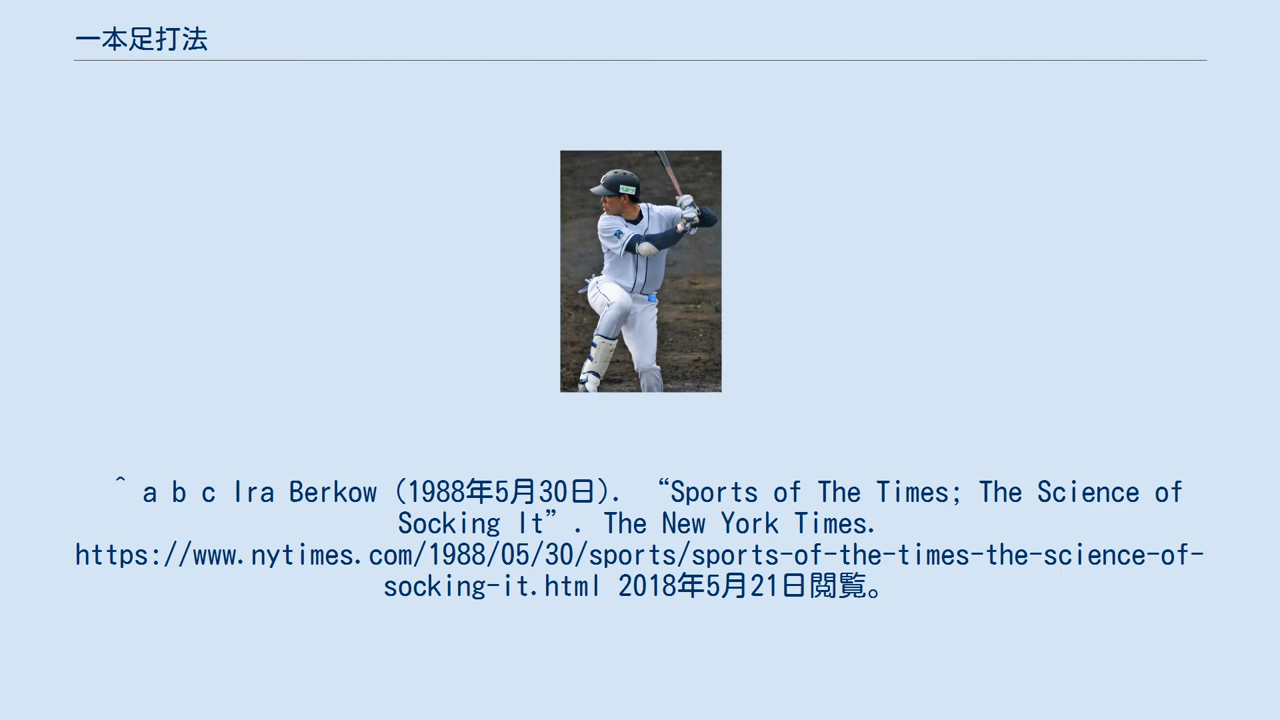 一本足打法
^ a b c Ira Berkow (1988年5月30日). “Sports of The Times; The Science of
Socking It”. The New York Times.
https://www.nytimes.com/1988/05/30/sports/sports-of-the-times-the-science-of-
socking-it.html 2018年5月21日閲覧。